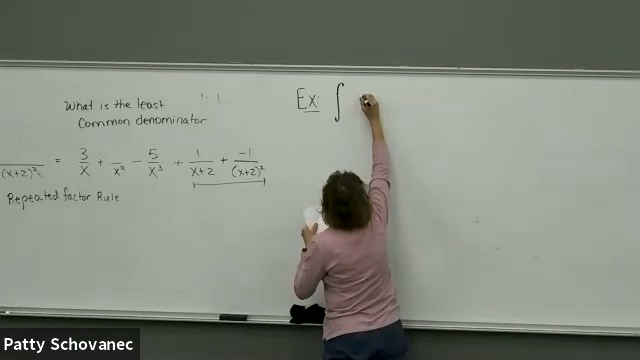 What is the least
Common denominator
Ex: ∫
(x+2)² = 3/x + /x² - 5/x³ + 1/(x+2) + -1/(x+2)²
Repeated factor Rule
Patty Schovanec